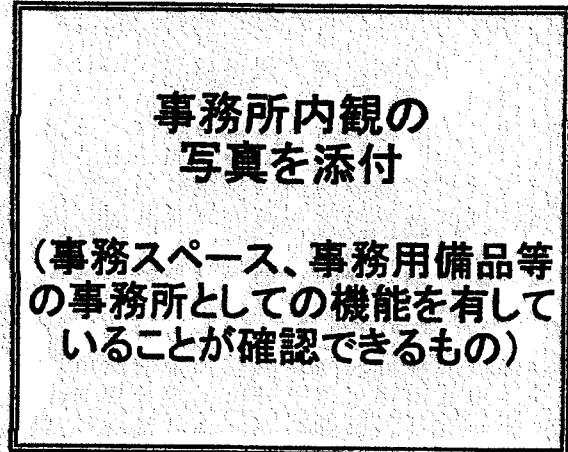 事務所内観の
写真を添付
（事務スペース、事務用備品等
の事務所としての機能を有して
いることが確認できるもの）